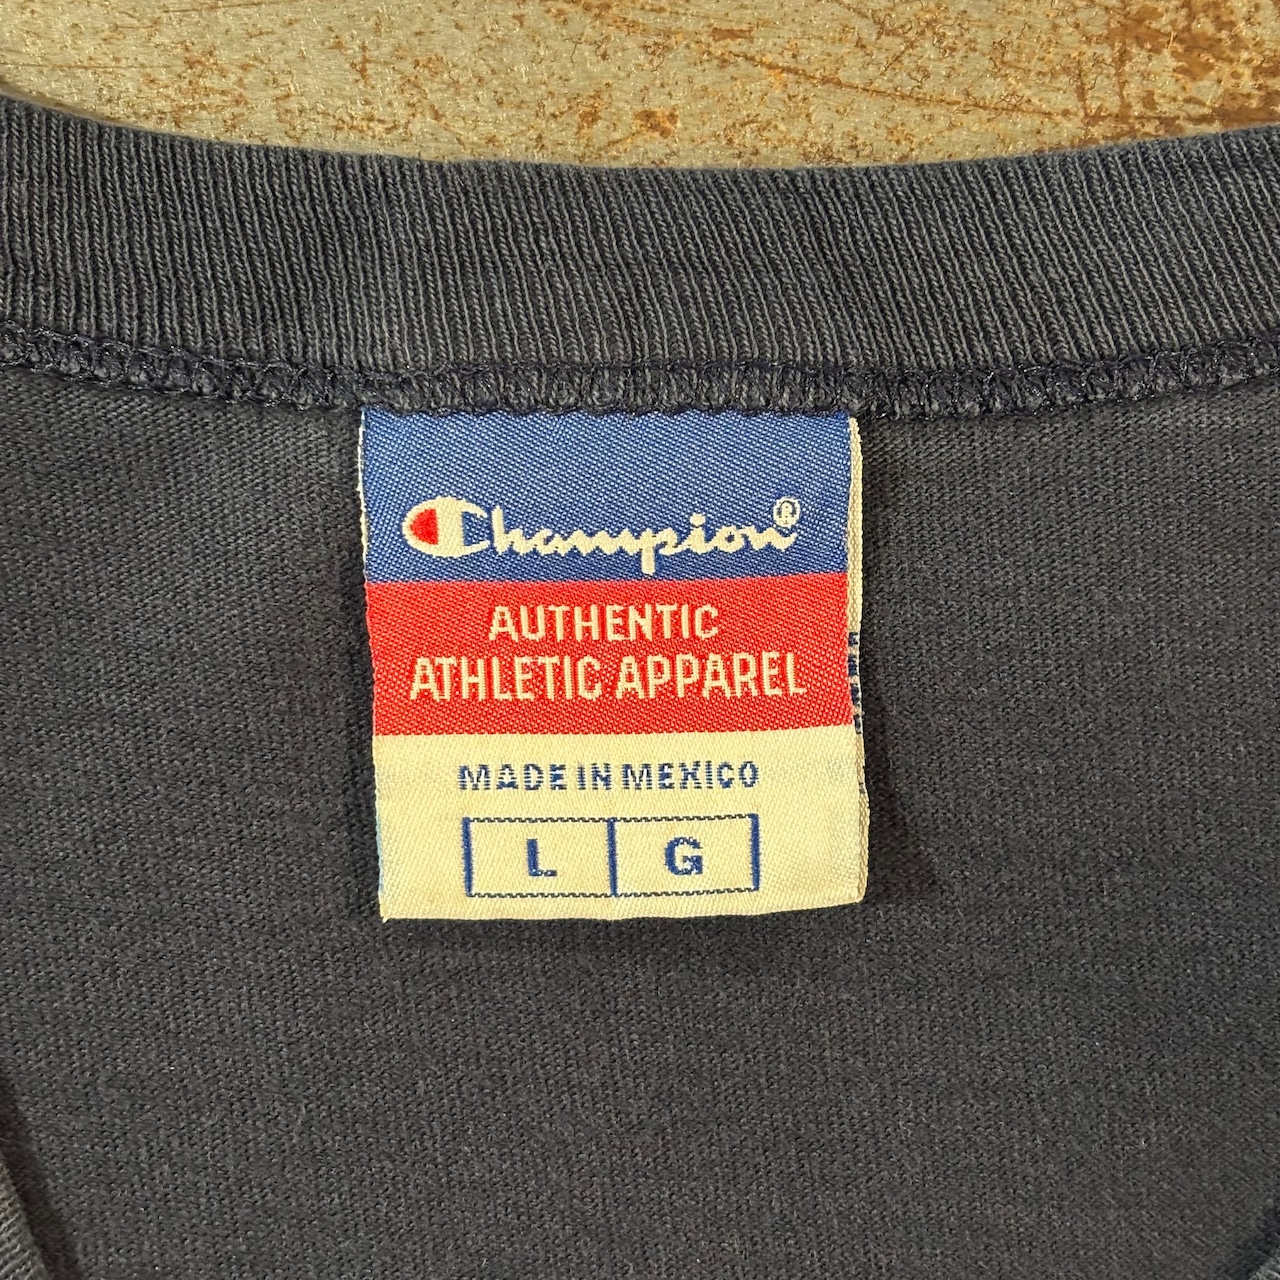 Champion®
AUTHENTIC
ATHLETIC APPAREL
MADE IN MEXICO
L G